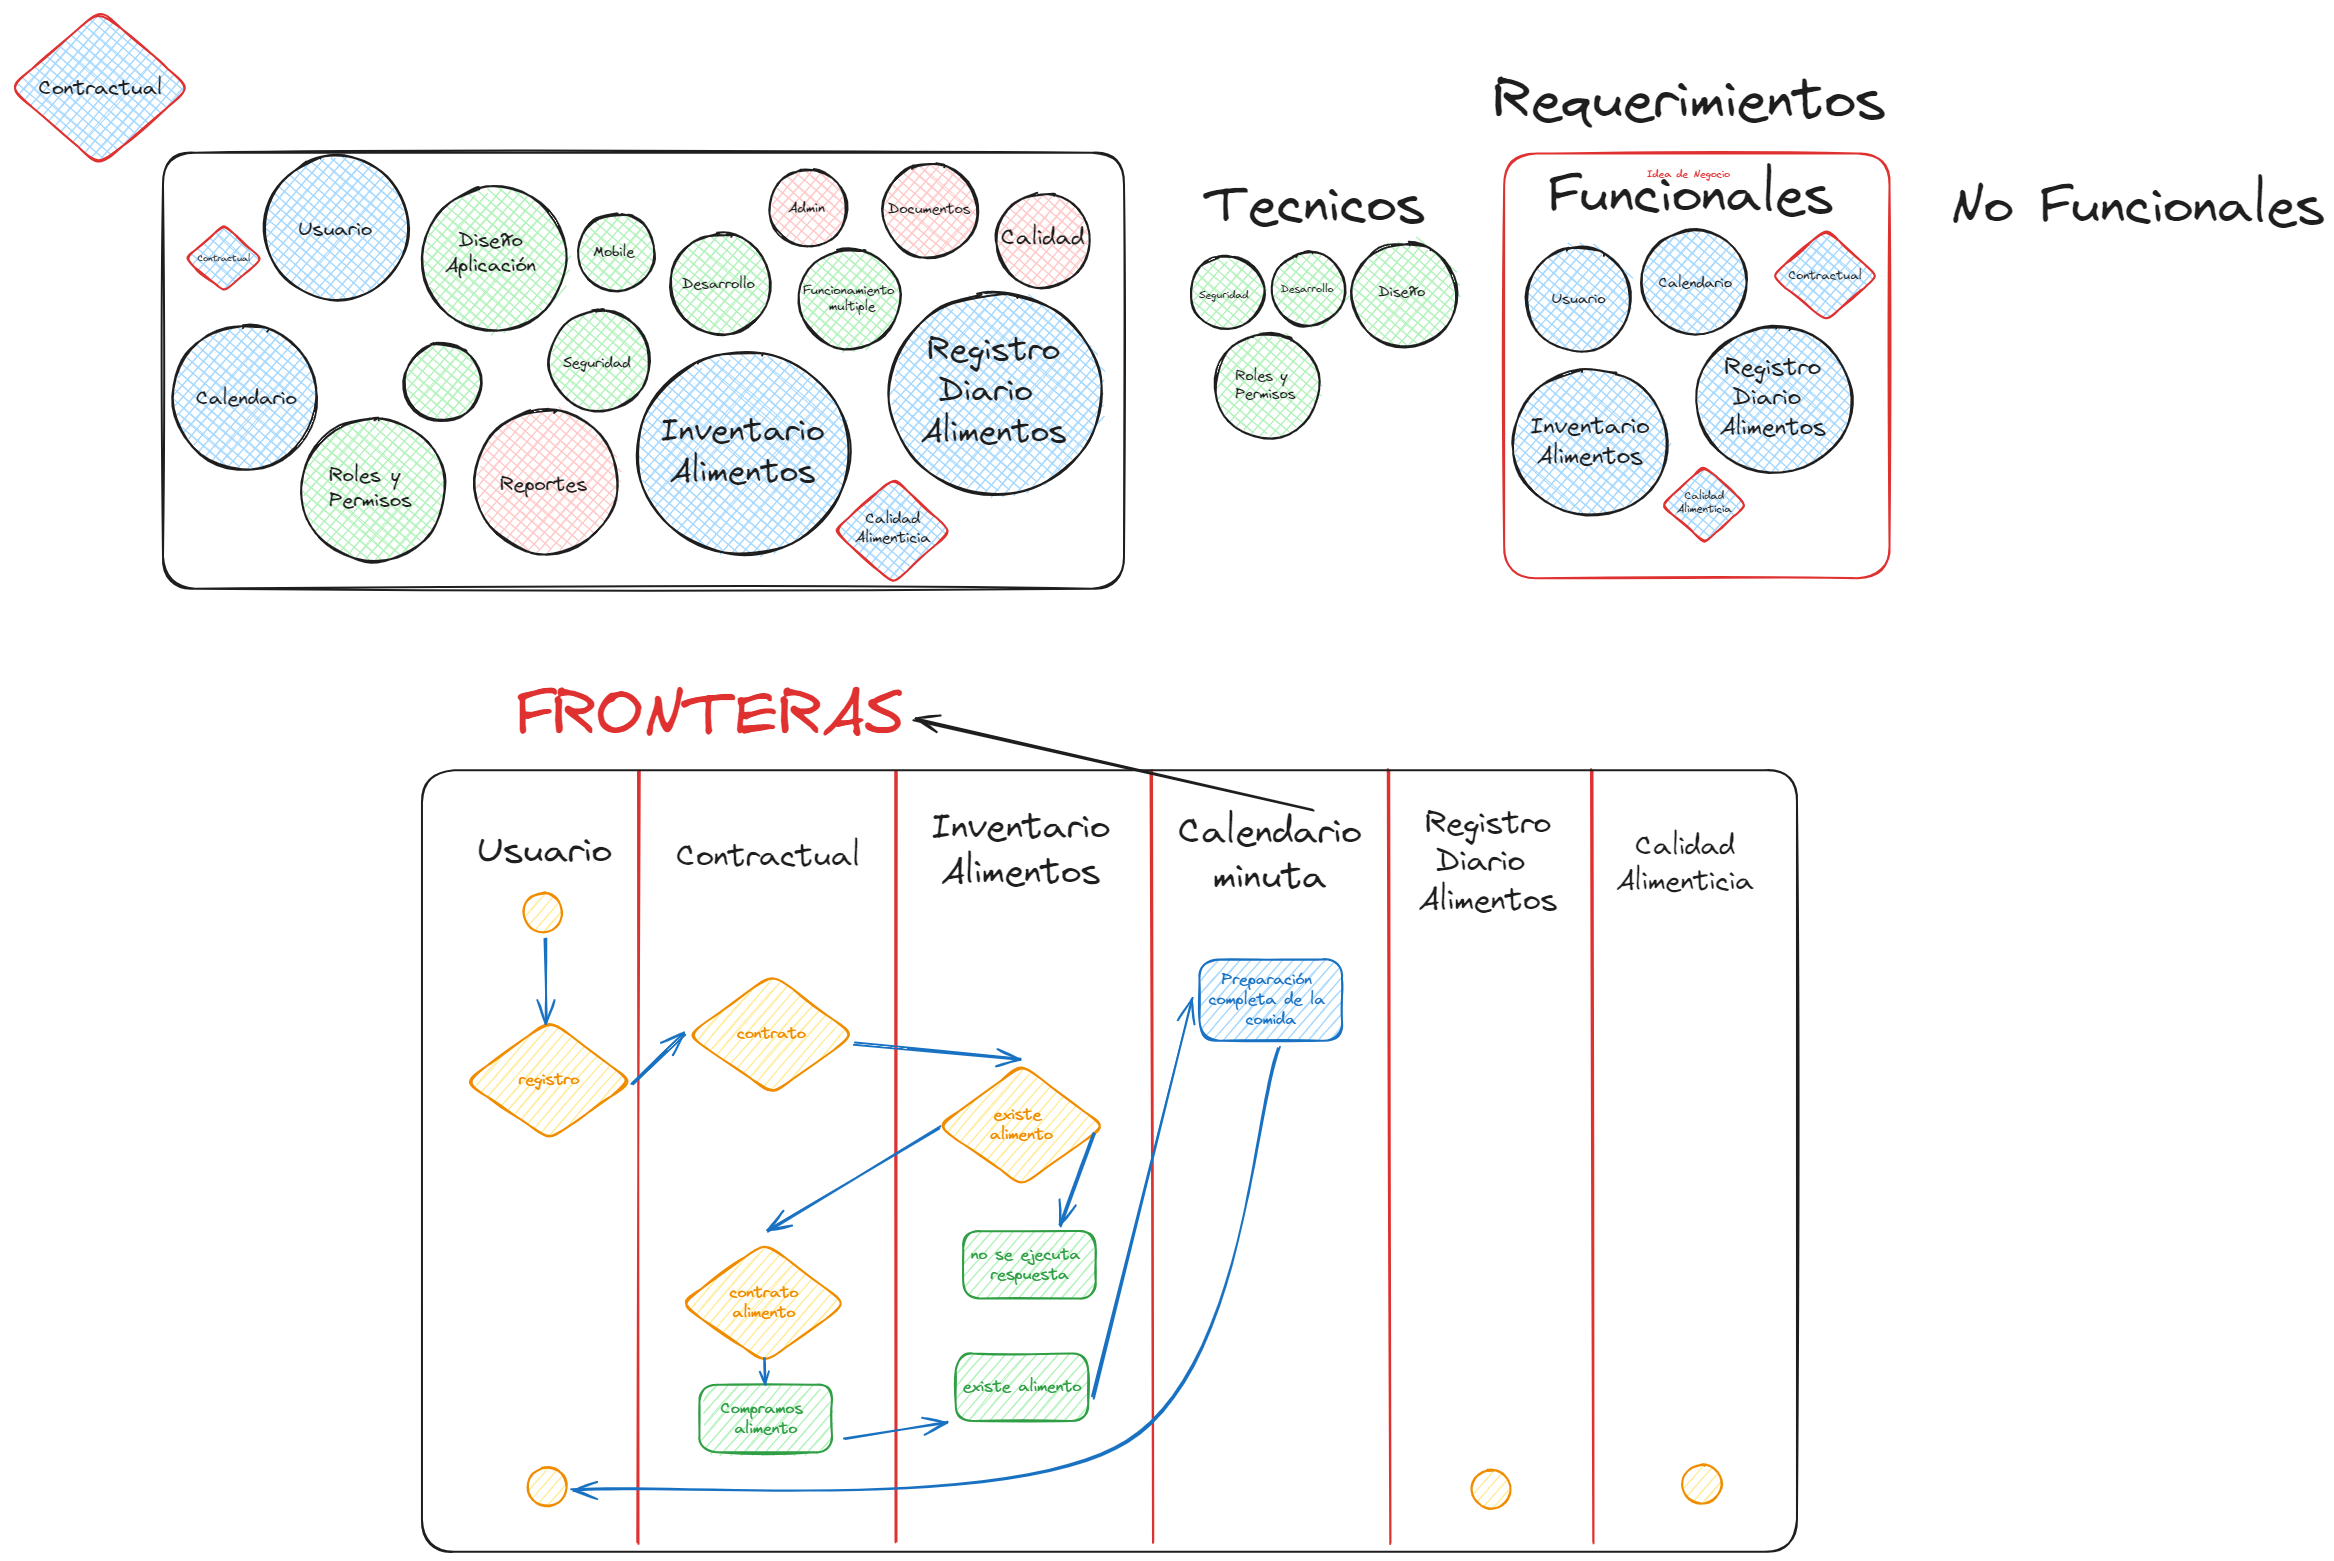 Contractual
Usuario
Diseño
Aplicación
Mobile
Desarrollo
Admin
Documentos
Calidad
Funcionamiento
multiple
Contractual
Calendario
Seguridad
Registro
Diario
Alimentos
Inventario
Alimentos
Roles y
Permisos
Reportes
Calidad
Alimenticia
Requerimientos
Tecnicos
Seguridad
Desarrollo
Diseño
Roles y
Permisos
Idea de Negocio
Funcionales
Usuario
Calendario
Contractual
Registro
Diario
Alimentos
Inventario
Alimentos
Calidad
Alimenticia
No Funcionales
FRONTERAS
Usuario
Contractual
Inventario
Alimentos
Calendario
minuta
Registro
Diario
Alimentos
Calidad
Alimenticia
registro
contrato
existe
alimento
Preparación
completa de la
comida
no se ejecuta
respuesta
contrato
alimento
existe alimento
Compramos
alimento